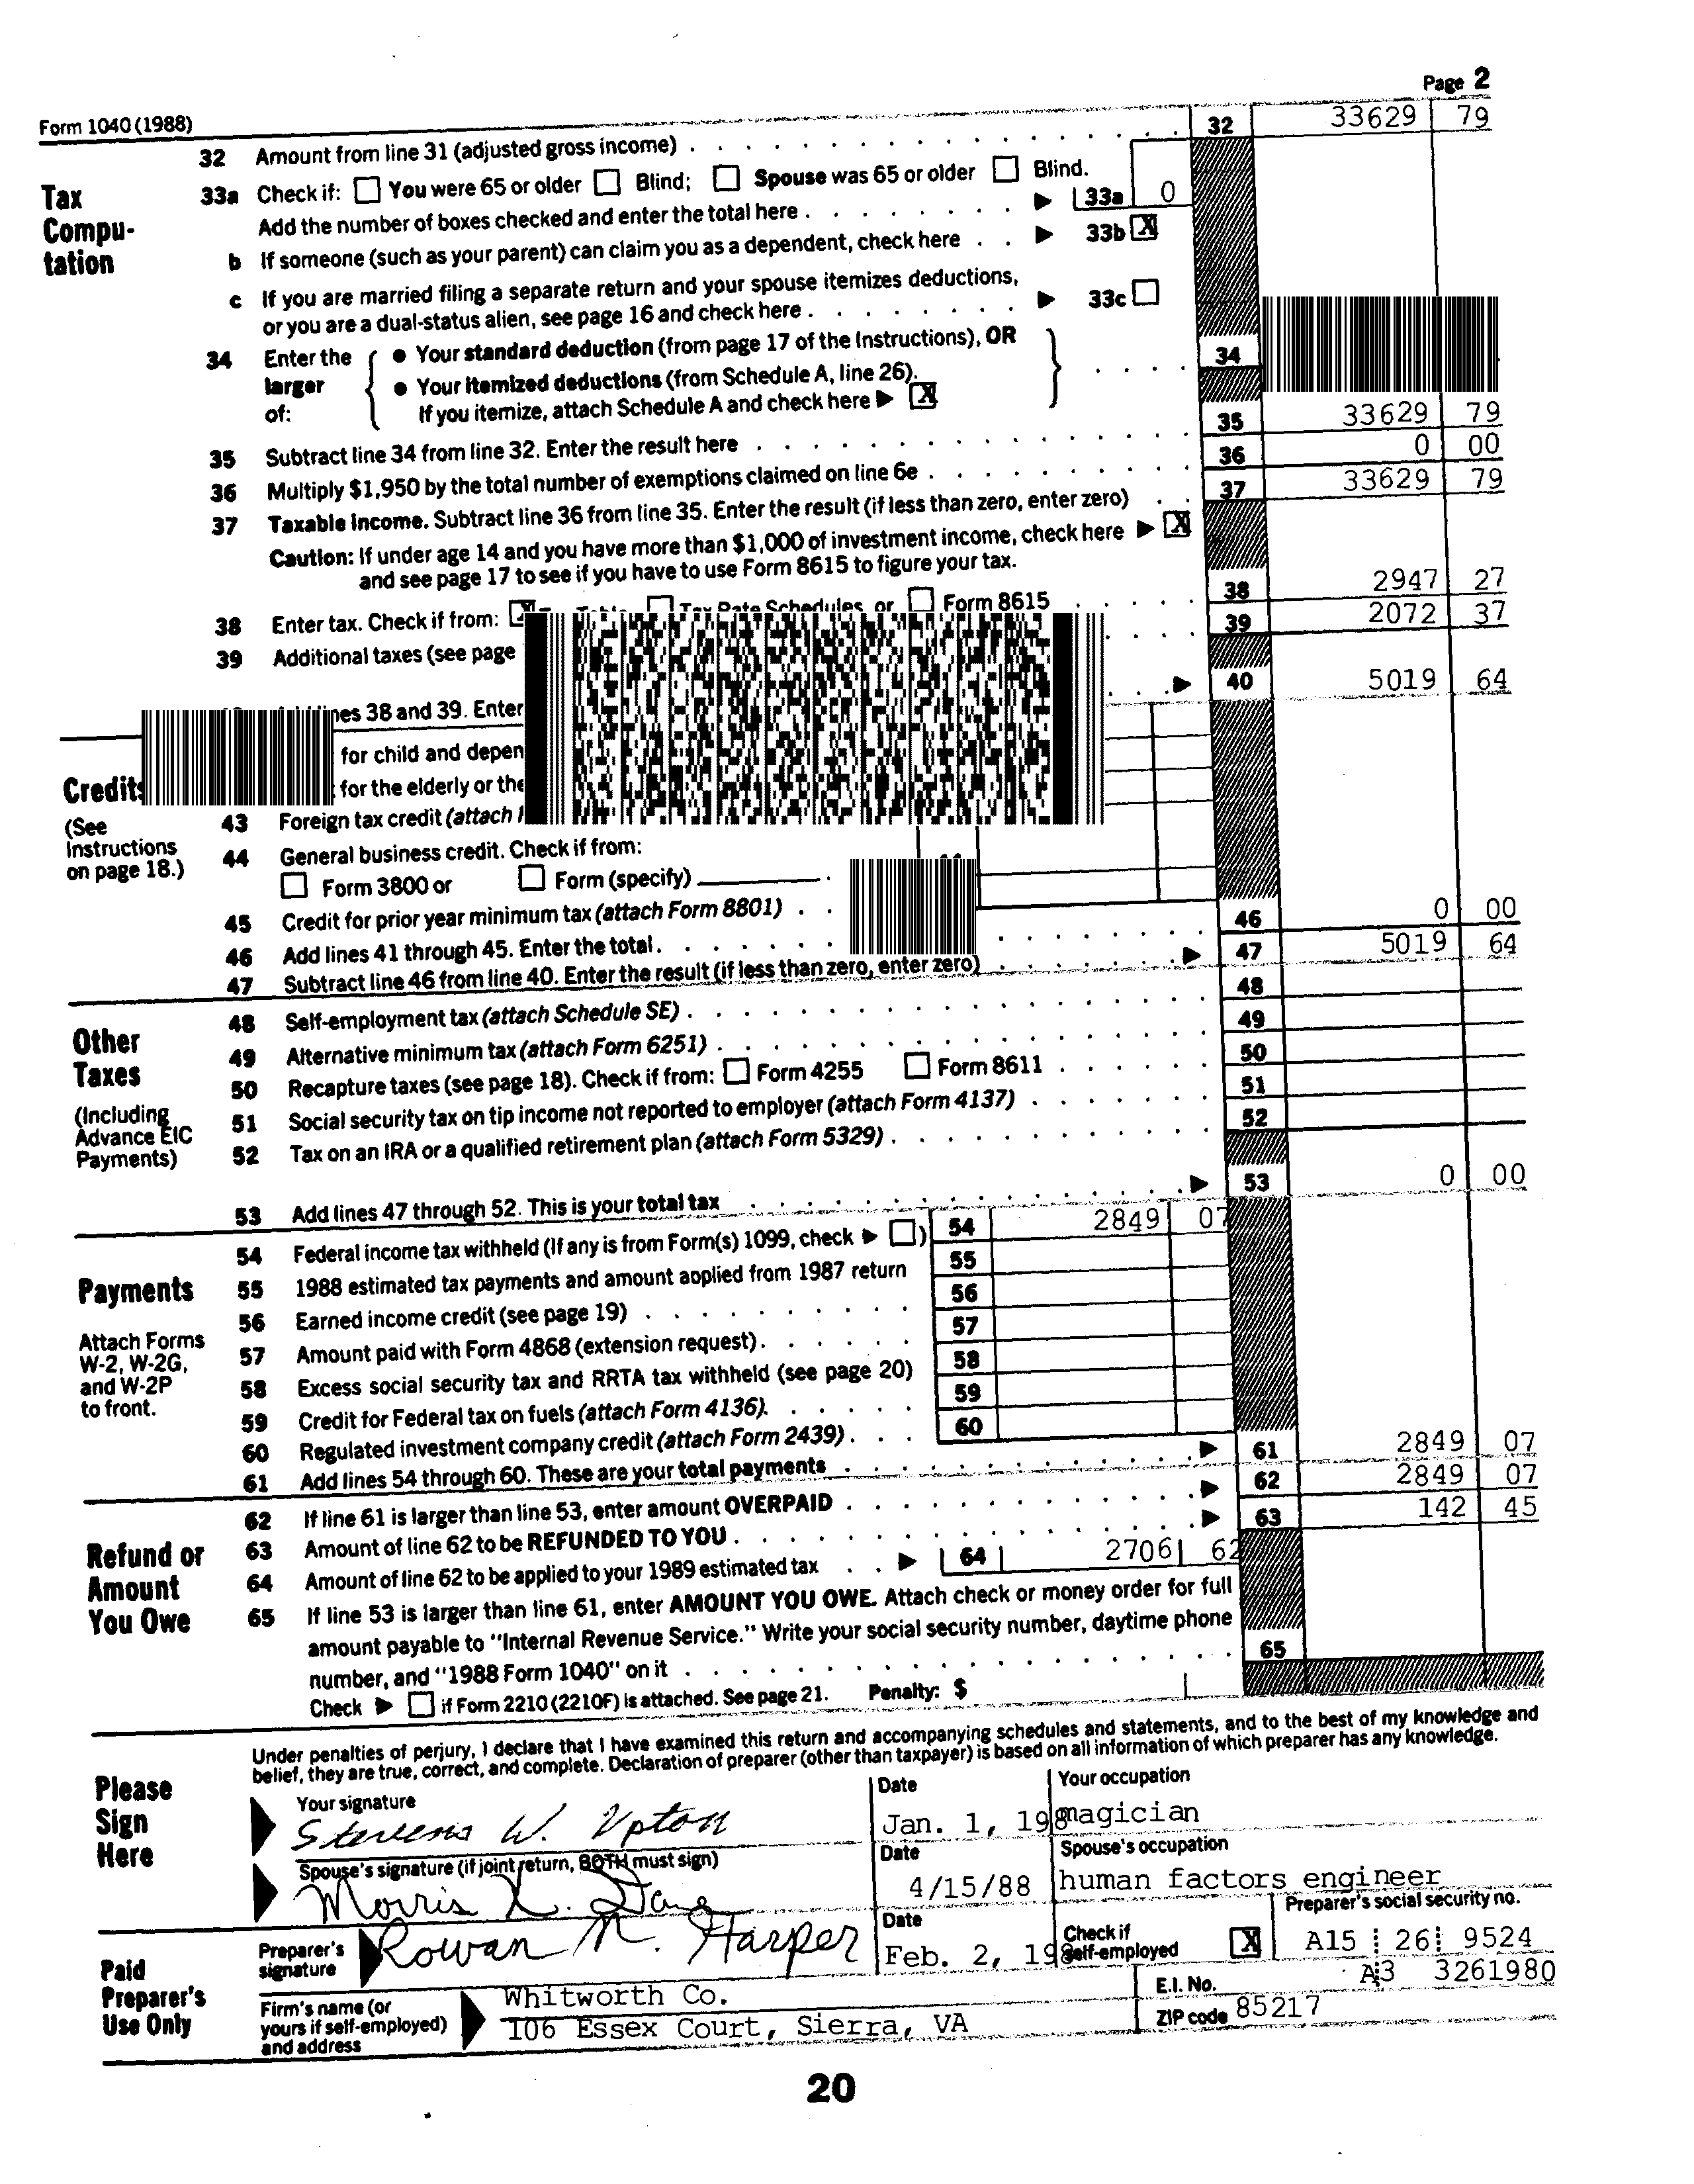 Page 2
Form 1040 (1988)
32 Amount from line 31 (adjusted gross income) 32 33629 79
Tax Compu-tation
33a Check if: You were 65 or older Blind; Spouse was 65 or older Blind.
Add the number of boxes checked and enter the total here 33a 0
b If someone (such as your parent) can claim you as a dependent, check here 33b X
c If you are married filing a separate return and your spouse itemizes deductions,
or you are a dual-status alien, see page 16 and check here 33c
34 Enter the larger of: • Your standard deduction (from page 17 of the Instructions), OR 34
• Your itemized deductions (from Schedule A, line 26).
If you itemize, attach Schedule A and check here X
35 Subtract line 34 from line 32. Enter the result here 35 33629 79
36 Multiply $1,950 by the total number of exemptions claimed on line 6e 36 0 00
37 Taxable income. Subtract line 36 from line 35. Enter the result (if less than zero, enter zero) 37 33629 79
Caution: If under age 14 and you have more than $1,000 of investment income, check here X
and see page 17 to see if you have to use Form 8615 to figure your tax.
38 Enter tax. Check if from: X Tax Rate Schedules, or Form 8615 38 2947 27
39 Additional taxes (see page 39 2072 37
nes 38 and 39. Enter 40 5019 64
Credits
(See Instructions on page 18.)
for child and depen
for the elderly or the
43 Foreign tax credit (attach
44 General business credit. Check if from:
Form 3800 or Form (specify)
45 Credit for prior year minimum tax (attach Form 8801)
46 Add lines 41 through 45. Enter the total 46 0 00
47 Subtract line 46 from line 40. Enter the result (if less than zero, enter zero) 47 5019 64
Other Taxes
(Including Advance EIC Payments)
48 Self-employment tax (attach Schedule SE) 48
49 Alternative minimum tax (attach Form 6251) 49
50 Recapture taxes (see page 18). Check if from: Form 4255 Form 8611 50
51 Social security tax on tip income not reported to employer (attach Form 4137) 51
52 Tax on an IRA or a qualified retirement plan (attach Form 5329) 52
53 Add lines 47 through 52. This is your total tax 53 0 00
Payments
Attach Forms W-2, W-2G, and W-2P to front.
54 Federal income tax withheld (If any is from Form(s) 1099, check ) 54 2849 07
55 1988 estimated tax payments and amount applied from 1987 return 55
56 Earned income credit (see page 19) 56
57 Amount paid with Form 4868 (extension request) 57
58 Excess social security tax and RRTA tax withheld (see page 20) 58
59 Credit for Federal tax on fuels (attach Form 4136) 59
60 Regulated investment company credit (attach Form 2439) 60
61 Add lines 54 through 60. These are your total payments 61 2849 07
Refund or Amount You Owe
62 If line 61 is larger than line 53, enter amount OVERPAID 62 2849 07
63 Amount of line 62 to be REFUNDED TO YOU 63 142 45
64 Amount of line 62 to be applied to your 1989 estimated tax 64 2706 62
65 If line 53 is larger than line 61, enter AMOUNT YOU OWE. Attach check or money order for full
amount payable to "Internal Revenue Service." Write your social security number, daytime phone
number, and "1988 Form 1040" on it 65
Check if Form 2210 (2210F) is attached. See page 21. Penalty: $
Please Sign Here
Under penalties of perjury, I declare that I have examined this return and accompanying schedules and statements, and to the best of my knowledge and
belief, they are true, correct, and complete. Declaration of preparer (other than taxpayer) is based on all information of which preparer has any knowledge.
Your signature Date Your occupation
Stevens W. Upton Jan. 1, 198 magician
Spouse's signature (if joint return, BOTH must sign) Date Spouse's occupation
Morris X. Dane 4/15/88 human factors engineer
Paid Preparer's Use Only
Preparer's signature Rowan N. Harper Date Feb. 2, 198 Check if self-employed X Preparer's social security no. A15 26 9524
Firm's name (or yours if self-employed) and address
Whitworth Co. E.I. No. A3 3261980
106 Essex Court, Sierra, VA ZIP code 85217
20